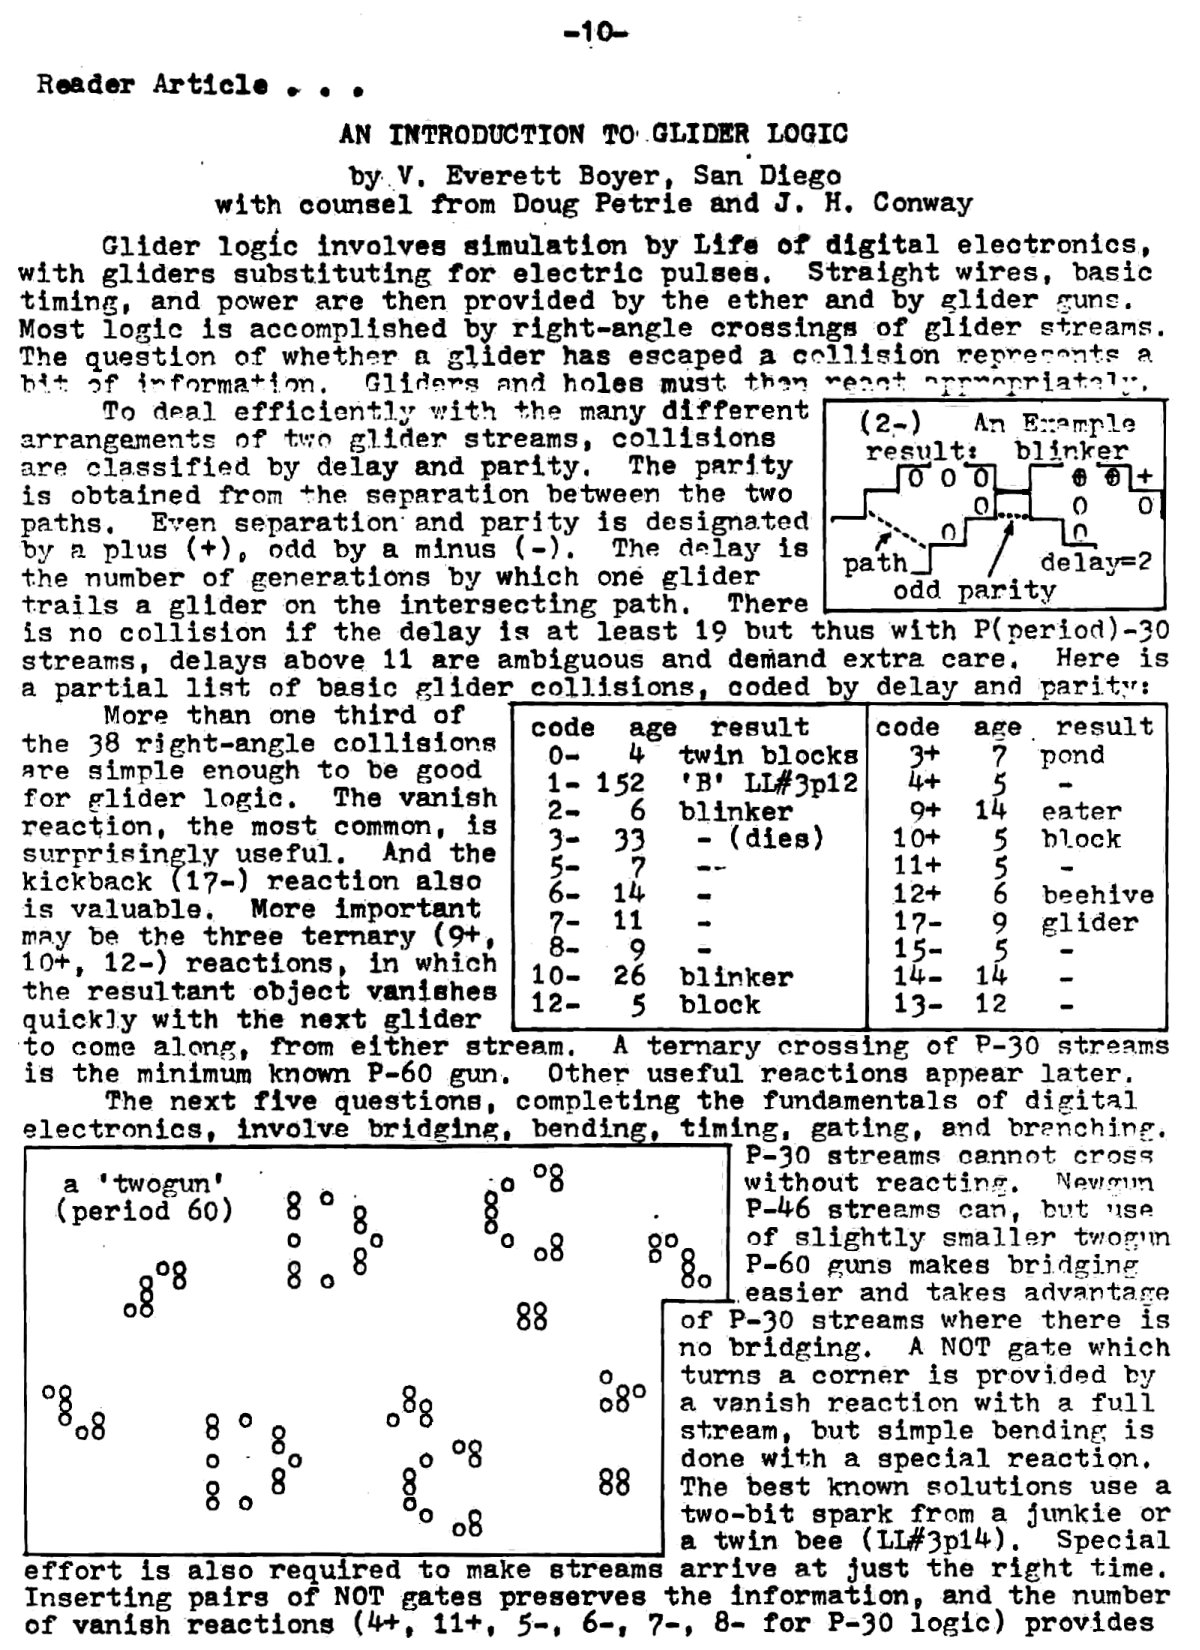 -10-
Reader Article . . .
AN INTRODUCTION TO GLIDER LOGIC
by V. Everett Boyer, San Diego
with counsel from Doug Petrie and J. H. Conway
Glider logic involves simulation by Life of digital electronics,
with gliders substituting for electric pulses. Straight wires, basic
timing, and power are then provided by the ether and by glider guns.
Most logic is accomplished by right-angle crossings of glider streams.
The question of whether a glider has escaped a collision represents a
bit of information. Gliders and holes must then react appropriately.
To deal efficiently with the many different
arrangements of two glider streams, collisions
are classified by delay and parity. The parity
is obtained from the separation between the two
paths. Even separation and parity is designated
by a plus (+), odd by a minus (-). The delay is
the number of generations by which one glider
trails a glider on the intersecting path. There
(2-) An Example
result: blinker
path
delay=2
odd parity
is no collision if the delay is at least 19 but thus with P(period)-30
streams, delays above 11 are ambiguous and demand extra care. Here is
a partial list of basic glider collisions, coded by delay and parity:
More than one third of
the 38 right-angle collisions
are simple enough to be good
for glider logic. The vanish
reaction, the most common, is
surprisingly useful. And the
kickback (17-) reaction also
is valuable. More important
may be the three ternary (9+,
10+, 12-) reactions, in which
the resultant object vanishes
quickly with the next glider
code age result
0- 4 twin blocks
1- 152 'B' LL#3p12
2- 6 blinker
3- 33 - (dies)
5- 7 --
6- 14 -
7- 11 -
8- 9 -
10- 26 blinker
12- 5 block
code age result
3+ 7 pond
4+ 5 -
9+ 14 eater
10+ 5 block
11+ 5 -
12+ 6 beehive
17- 9 glider
15- 5 -
14- 14 -
13- 12 -
to come along, from either stream. A ternary crossing of P-30 streams
is the minimum known P-60 gun. Other useful reactions appear later.
The next five questions, completing the fundamentals of digital
electronics, involve bridging, bending, timing, gating, and branching.
a 'twogun'
(period 60)
P-30 streams cannot cross
without reacting. Newgun
P-46 streams can, but use
of slightly smaller twogun
P-60 guns makes bridging
easier and takes advantage
of P-30 streams where there is
no bridging. A NOT gate which
turns a corner is provided by
a vanish reaction with a full
stream, but simple bending is
done with a special reaction.
The best known solutions use a
two-bit spark from a junkie or
a twin bee (LL#3p14). Special
effort is also required to make streams arrive at just the right time.
Inserting pairs of NOT gates preserves the information, and the number
of vanish reactions (4+, 11+, 5-, 6-, 7-, 8- for P-30 logic) provides